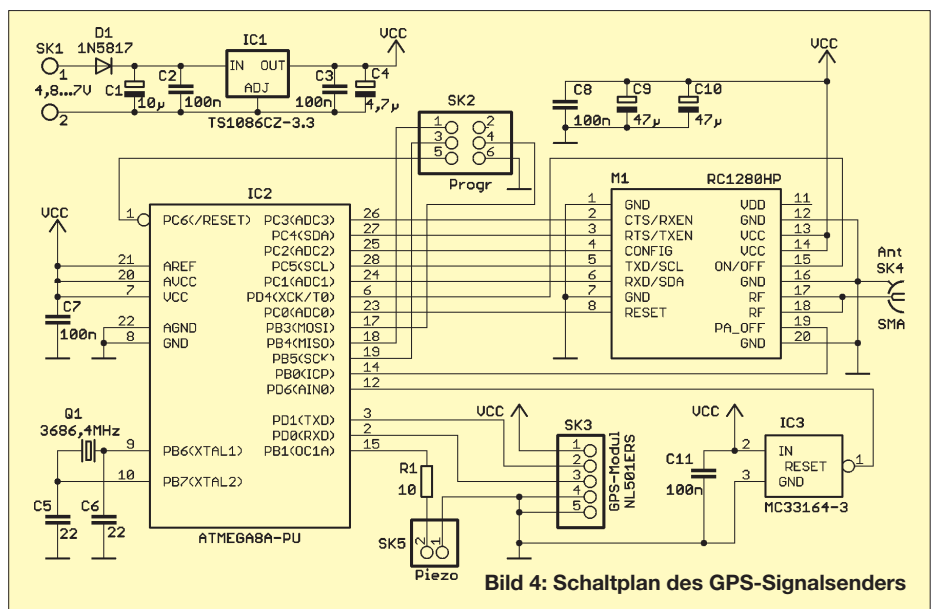 SK1
D1
1N5817
1
4,8...7V
2
C1
10µ
C2
100n
IC1
IN OUT
ADJ
TS1086CZ-3.3
C3
100n
C4
4,7µ
VCC
SK2
1 2
3 4
5 6
Progr
VCC
C8
100n
C9
47µ
C10
47µ
IC2
1 PC6(/RESET)
21 AREF
20 AVCC
7 VCC
22 AGND
8 GND
9 PB6(XTAL1)
10 PB7(XTAL2)
PC3(ADC3) 26
PC4(SDA) 27
PC2(ADC2) 25
PC5(SCL) 28
PC1(ADC1) 24
PD4(XCK/T0) 6
PC0(ADC0) 23
PB3(MOSI) 17
PB4(MISO) 18
PB5(SCK) 19
PB0(ICP) 14
PD6(AIN0) 12
PD1(TXD) 3
PD0(RXD) 2
PB1(OC1A) 15
ATMEGA8A-PU
VCC
C7
100n
Q1
3686,4MHz
C5
22
C6
22
M1
RC1280HP
1 GND
2 CTS/RXEN
3 RTS/TXEN
4 CONFIG
5 TXD/SCL
6 RXD/SDA
7 GND
8 RESET
VDD 11
GND 12
VCC 13
VCC 14
ON/OFF 15
GND 16
RF 17
RF 18
PA_OFF 19
GND 20
Ant
SK4
SMA
R1
10
SK5
2 1
Piezo
VCC
SK3
1
2
3
4
5
GPS-Modul
NL501ERS
VCC
C11
100n
IC3
2 IN
RESET 1
3 GND
MC33164-3
Bild 4: Schaltplan des GPS-Signalsenders